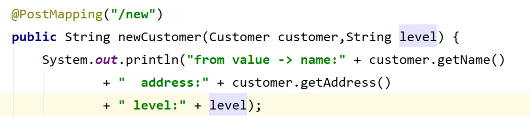 @PostMapping("/new")
public String newCustomer(Customer customer,String level) {
System.out.println("from value -> name:" + customer.getName()
+ "  address:" + customer.getAddress()
+ " level:" + level);